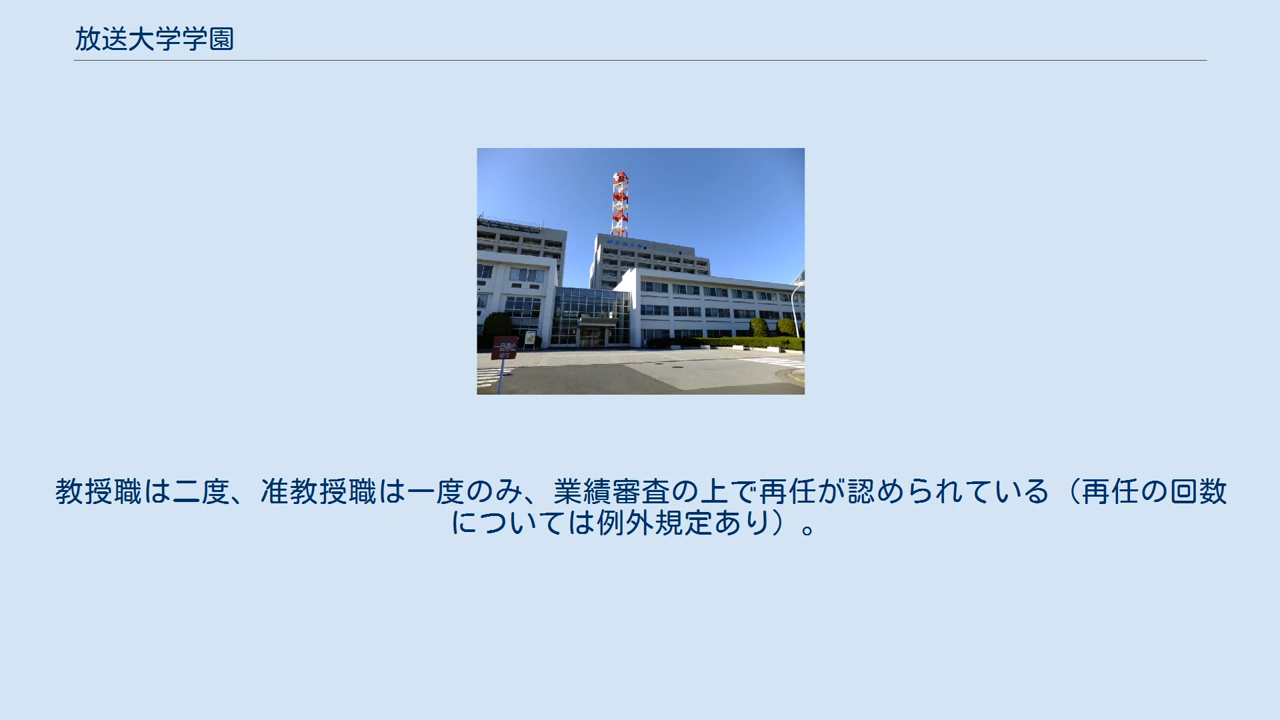 放送大学学園
教授職は二度、准教授職は一度のみ、業績審査の上で再任が認められている（再任の回数
については例外規定あり）。